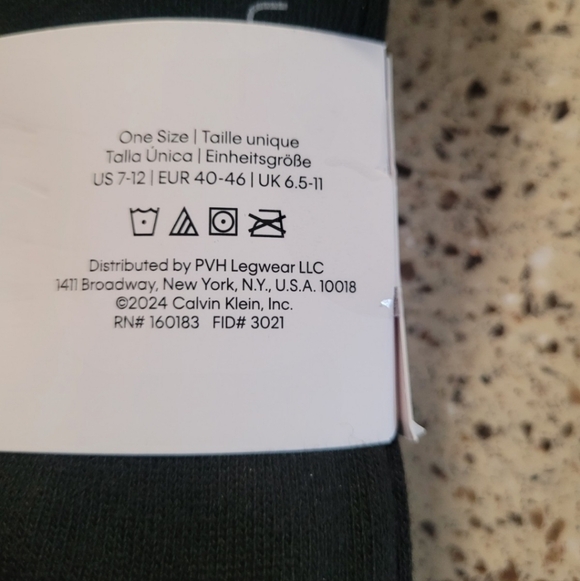 One Size | Taille unique
Talla Única | Einheitsgröße
US 7-12 | EUR 40-46 | UK 6.5-11
Distributed by PVH Legwear LLC
1411 Broadway, New York, N.Y., U.S.A. 10018
©2024 Calvin Klein, Inc.
RN# 160183 FID# 3021